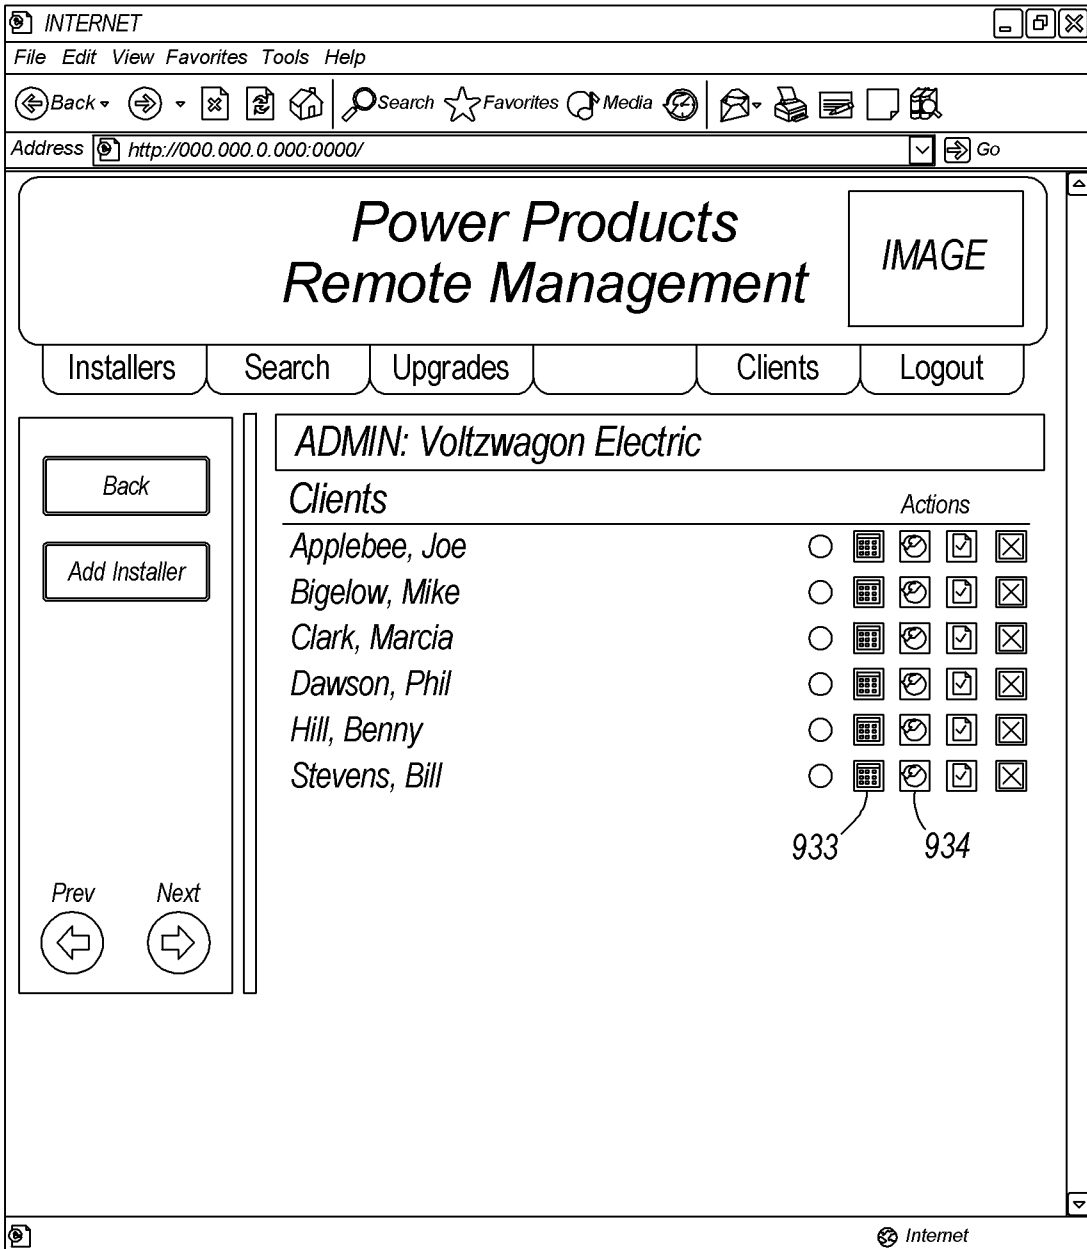 INTERNET
File Edit View Favorites Tools Help
Back Search Favorites Media
Address http://000.000.0.000:0000/ Go
Power Products
Remote Management
IMAGE
Installers Search Upgrades Clients Logout
Back
Add Installer
Prev Next
ADMIN: Voltzwagon Electric
Clients Actions
Applebee, Joe
Bigelow, Mike
Clark, Marcia
Dawson, Phil
Hill, Benny
Stevens, Bill
933 934
Internet